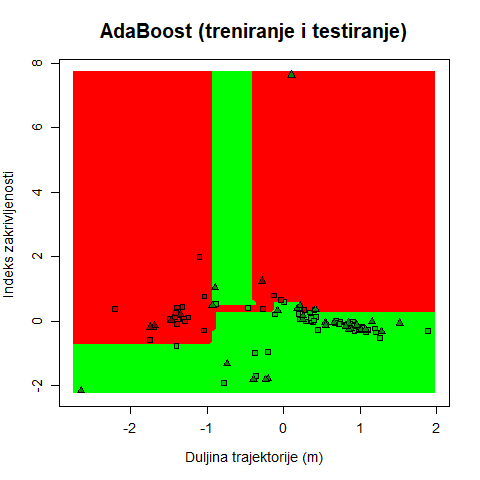 AdaBoost (treniranje i testiranje)
Indeks zakrivljenosti
8
6
4
2
0
-2
-2 -1 0 1 2
Duljina trajektorije (m)